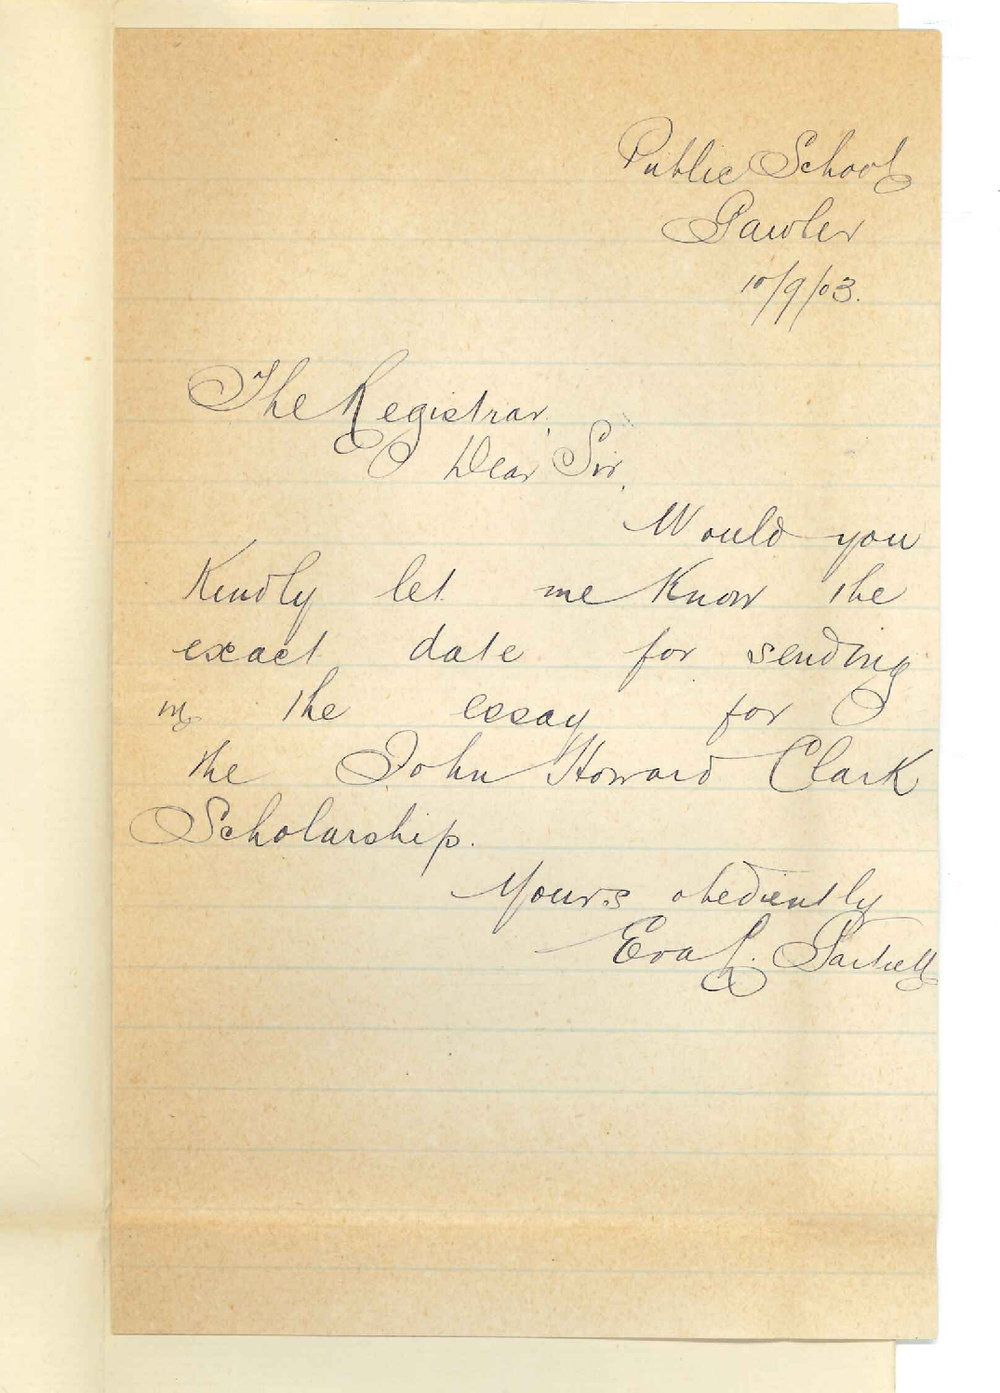 Public School
Gawler
10/9/03.
The Registrar,
Dear Sir,
Would you
Kindly let me Know the
exact date for sending
in the essay for
the John Howard Clark
Scholarship.
Yours obediently
Eva L.